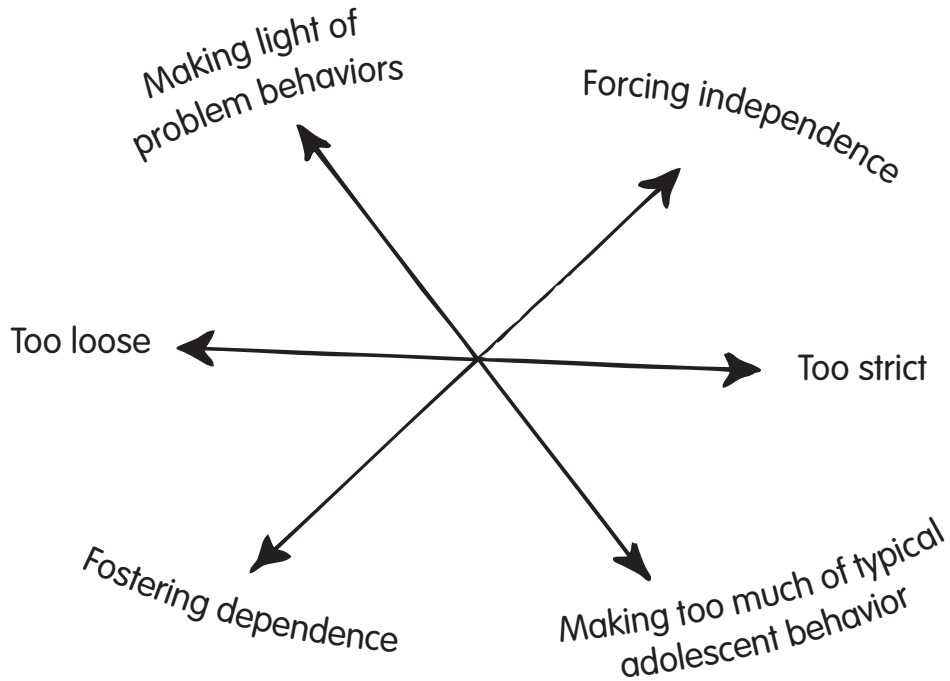 Making light of
problem behaviors
Forcing independence
Too loose
Too strict
Fostering dependence
Making too much of typical
adolescent behavior